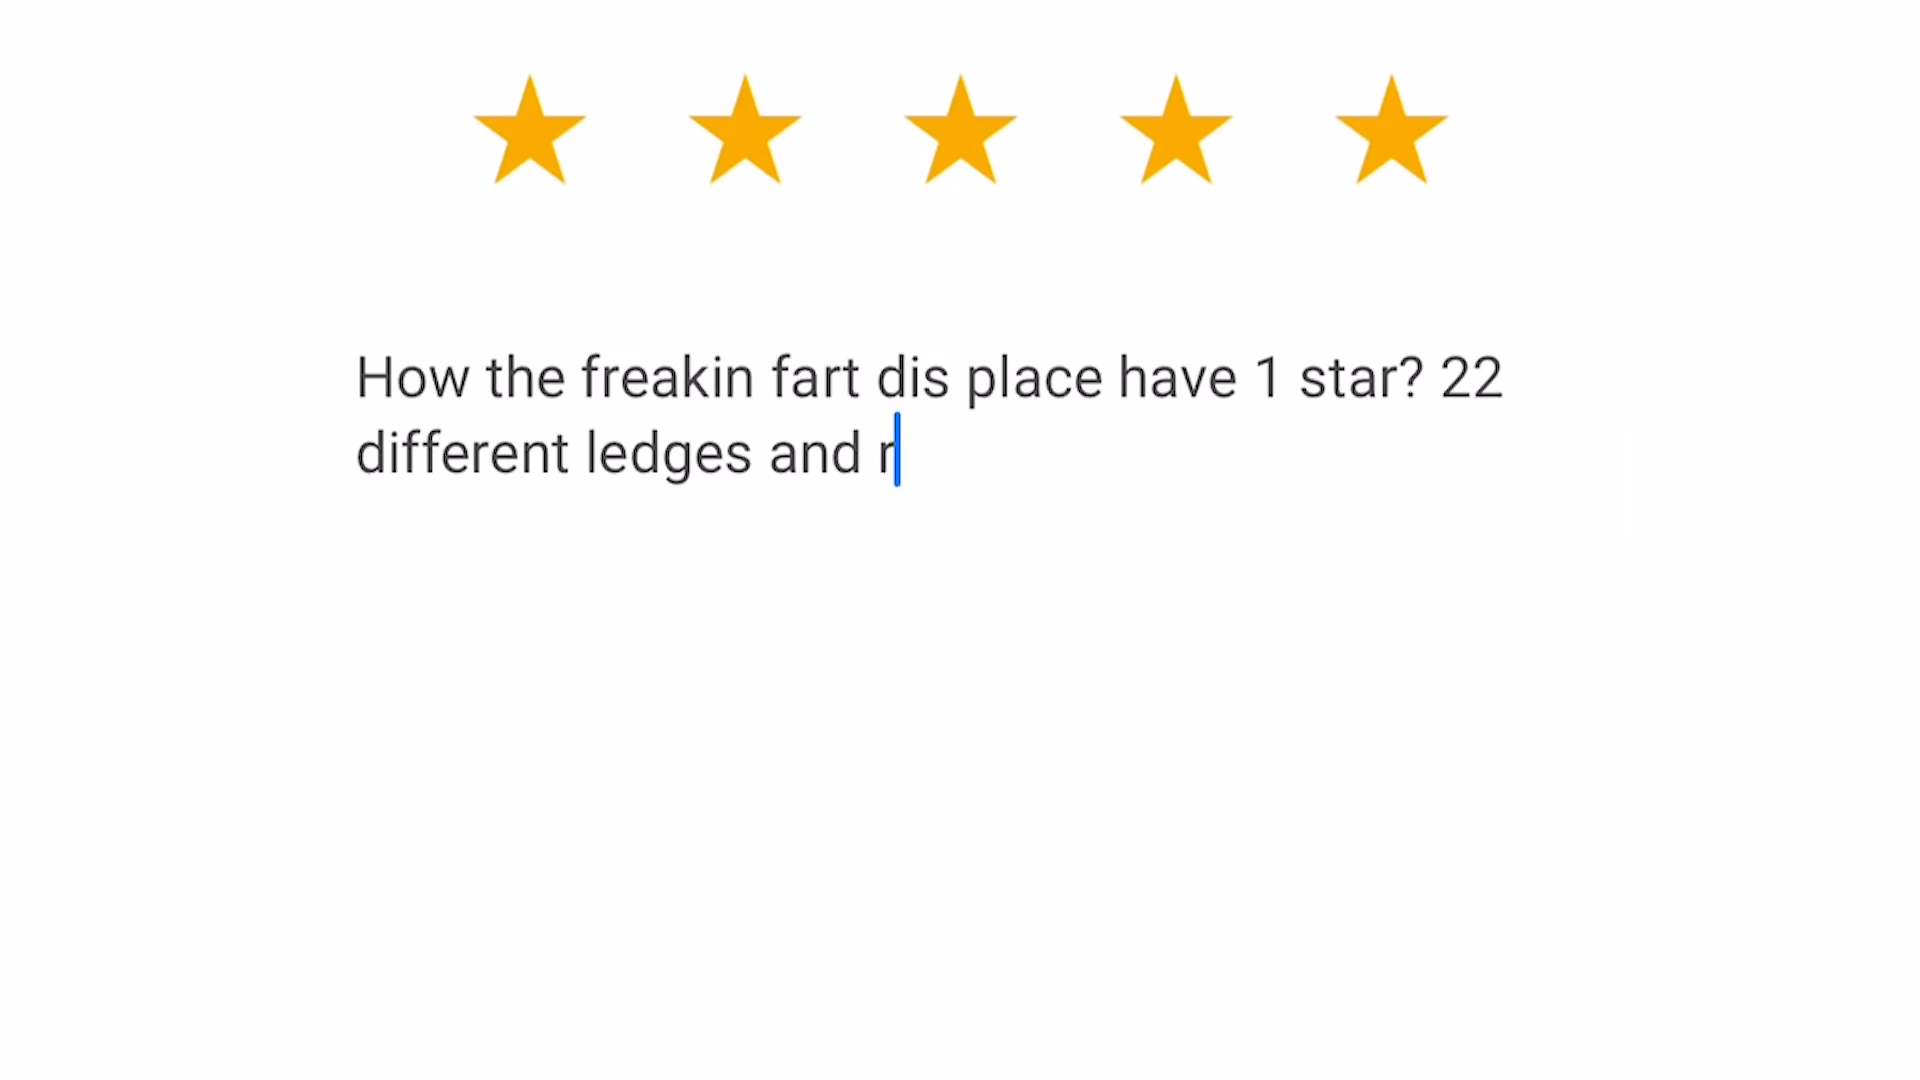 How the freakin fart dis place have 1 star? 22
different ledges and r